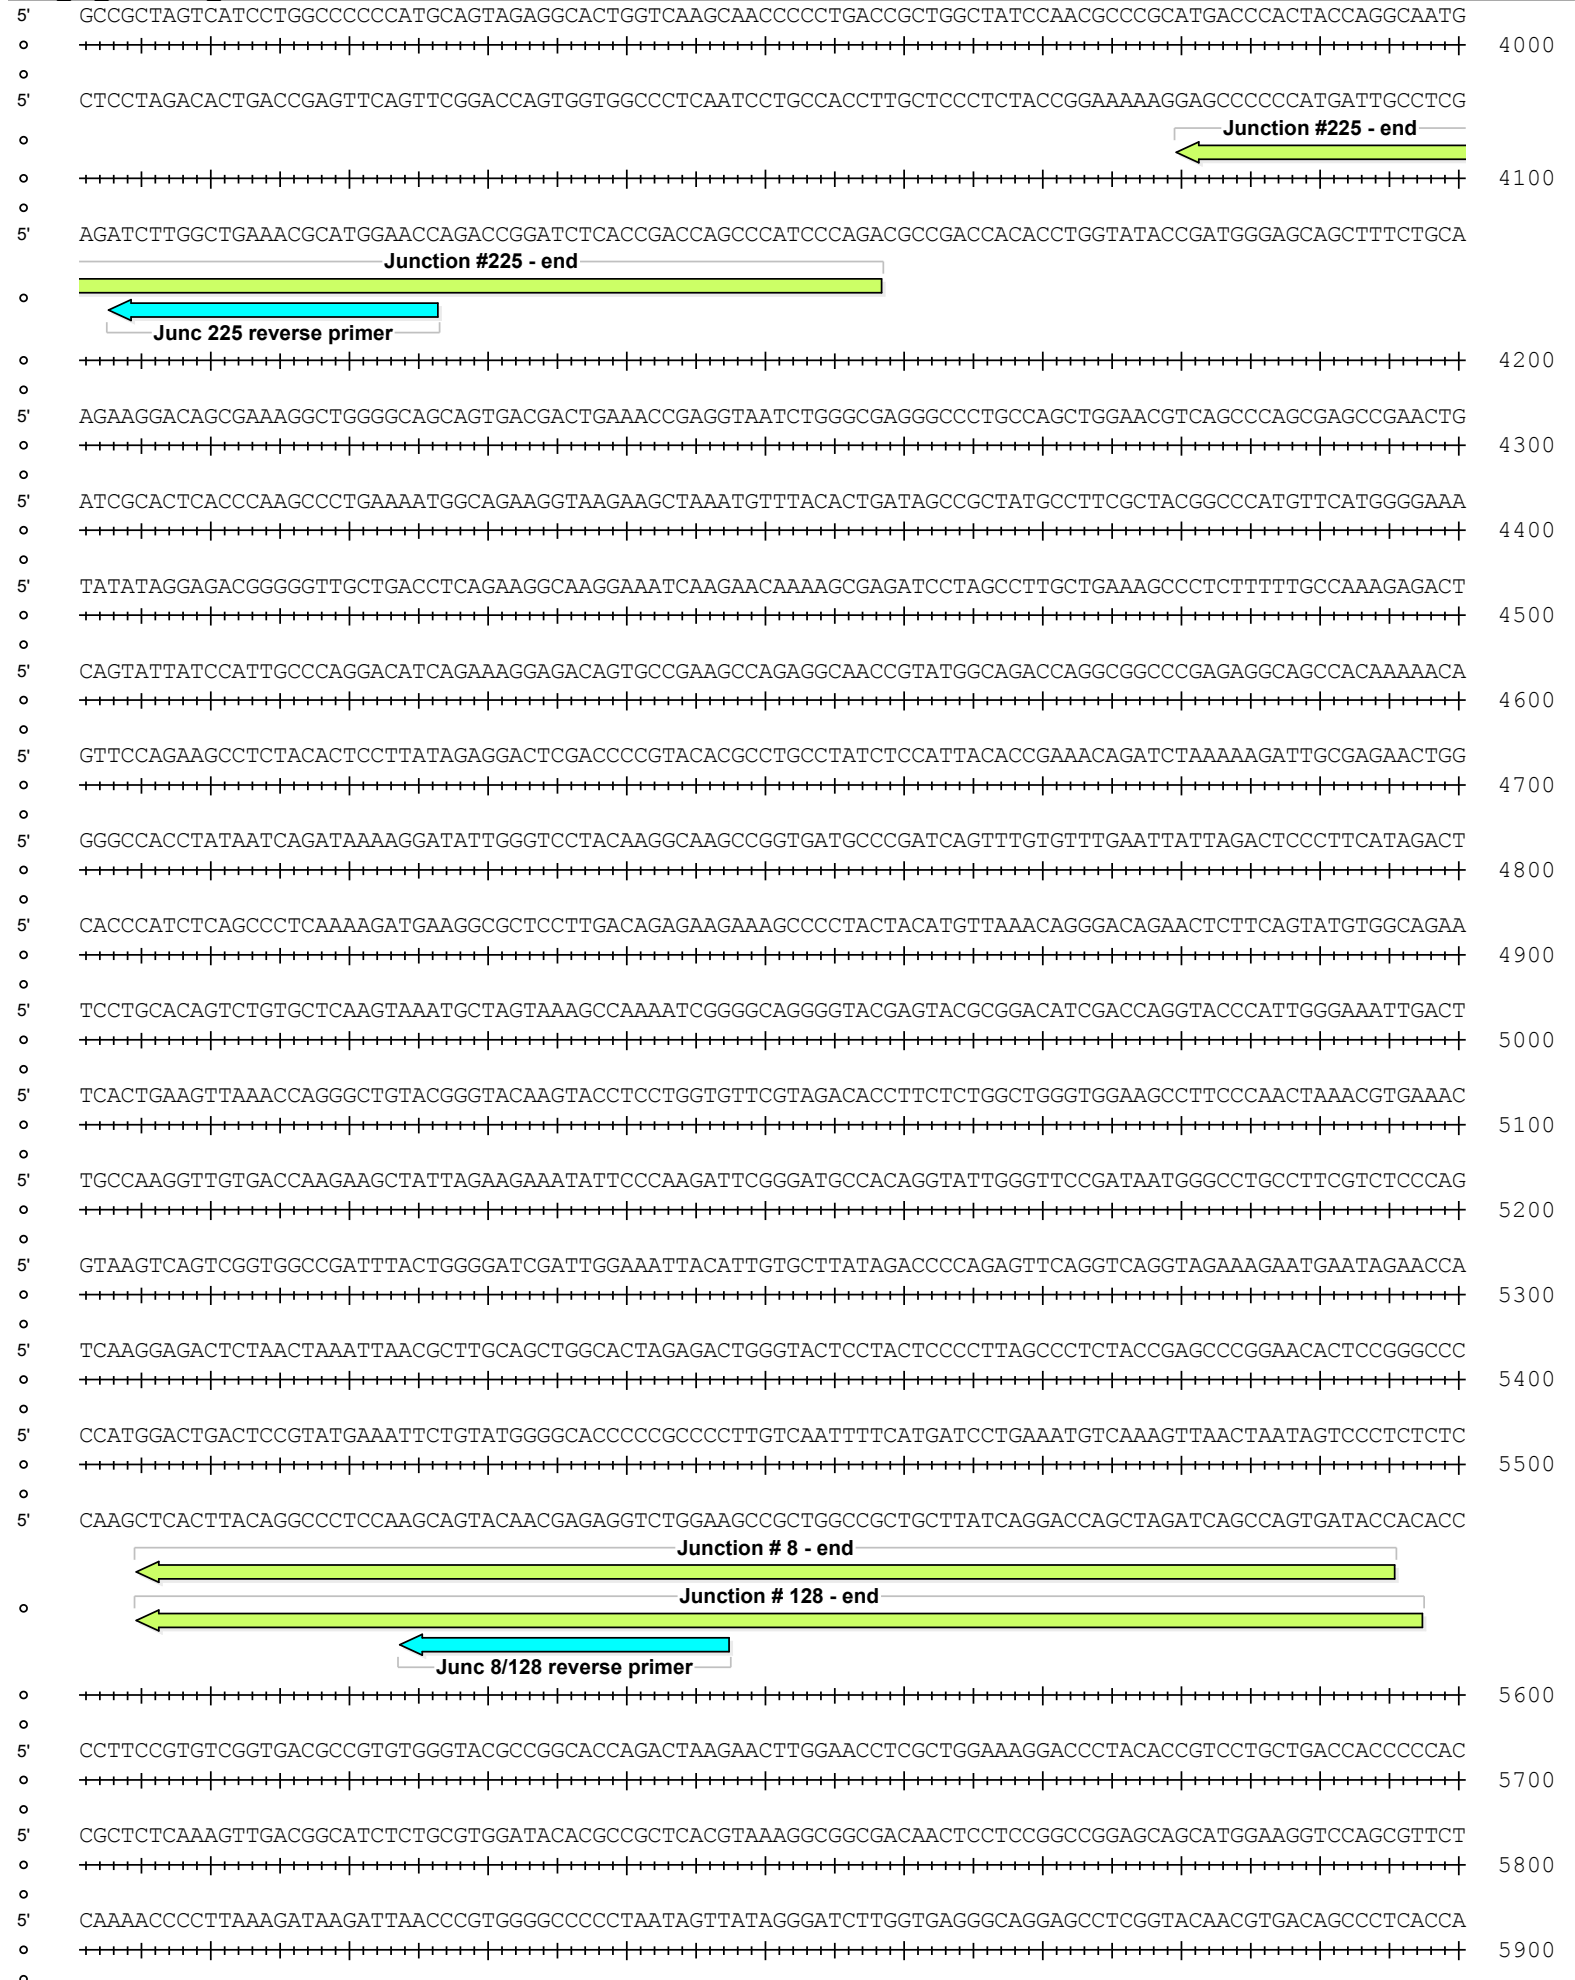 5' GCCGCTAGTCATCCTGGCCCCCCATGCAGTAGAGGCACTGGTCAAGCAACCCCCTGACCGCTGGCTATCCAACGCCCGCATGACCCACTACCAGGCAATG
4000
5' CTCCTAGACACTGACCGAGTTCAGTTCGGACCAGTGGTGGCCCTCAATCCTGCCACCTTGCTCCCTCTACCGGAAAAAGGAGCCCCCCATGATTGCCTCG
Junction #225 - end
4100
5' AGATCTTGGCTGAAACGCATGGAACCAGACCGGATCTCACCGACCAGCCCATCCCAGACGCCGACCACACCTGGTATACCGATGGGAGCAGCTTTCTGCA
Junction #225 - end
Junc 225 reverse primer
4200
5' AGAAGGACAGCGAAAGGCTGGGGCAGCAGTGACGACTGAAACCGAGGTAATCTGGGCGAGGGCCCTGCCAGCTGGAACGTCAGCCCAGCGAGCCGAACTG
4300
5' ATCGCACTCACCCAAGCCCTGAAAATGGCAGAAGGTAAGAAGCTAAATGTTTACACTGATAGCCGCTATGCCTTCGCTACGGCCCATGTTCATGGGGAAA
4400
5' TATATAGGAGACGGGGGTTGCTGACCTCAGAAGGCAAGGAAATCAAGAACAAAAGCGAGATCCTAGCCTTGCTGAAAGCCCTCTTTTTGCCAAAGAGACT
4500
5' CAGTATTATCCATTGCCCAGGACATCAGAAAGGAGACAGTGCCGAAGCCAGAGGCAACCGTATGGCAGACCAGGCGGCCCGAGAGGCAGCCACAAAAACA
4600
5' GTTCCAGAAGCCTCTACACTCCTTATAGAGGACTCGACCCCGTACACGCCTGCCTATCTCCATTACACCGAAACAGATCTAAAAAGATTGCGAGAACTGG
4700
5' GGGCCACCTATAATCAGATAAAAGGATATTGGGTCCTACAAGGCAAGCCGGTGATGCCCGATCAGTTTGTGTTTGAATTATTAGACTCCCTTCATAGACT
4800
5' CACCCATCTCAGCCCTCAAAAGATGAAGGCGCTCCTTGACAGAGAAGAAAGCCCCTACTACATGTTAAACAGGGACAGAACTCTTCAGTATGTGGCAGAA
4900
5' TCCTGCACAGTCTGTGCTCAAGTAAATGCTAGTAAAGCCAAAATCGGGGCAGGGGTACGAGTACGCGGACATCGACCAGGTACCCATTGGGAAATTGACT
5000
5' TCACTGAAGTTAAACCAGGGCTGTACGGGTACAAGTACCTCCTGGTGTTCGTAGACACCTTCTCTGGCTGGGTGGAAGCCTTCCCAACTAAACGTGAAAC
5100
5' TGCCAAGGTTGTGACCAAGAAGCTATTAGAAGAAATATTCCCAAGATTCGGGATGCCACAGGTATTGGGTTCCGATAATGGGCCTGCCTTCGTCTCCCAG
5200
5' GTAAGTCAGTCGGTGGCCGATTTACTGGGGATCGATTGGAAATTACATTGTGCTTATAGACCCCAGAGTTCAGGTCAGGTAGAAAGAATGAATAGAACCA
5300
5' TCAAGGAGACTCTAACTAAATTAACGCTTGCAGCTGGCACTAGAGACTGGGTACTCCTACTCCCCTTAGCCCTCTACCGAGCCCGGAACACTCCGGGCCC
5400
5' CCATGGACTGACTCCGTATGAAATTCTGTATGGGGCACCCCCGCCCCTTGTCAATTTTCATGATCCTGAAATGTCAAAGTTAACTAATAGTCCCTCTCTC
5500
5' CAAGCTCACTTACAGGCCCTCCAAGCAGTACAACGAGAGGTCTGGAAGCCGCTGGCCGCTGCTTATCAGGACCAGCTAGATCAGCCAGTGATACCACACC
Junction # 8 - end
Junction # 128 - end
Junc 8/128 reverse primer
5600
5' CCTTCCGTGTCGGTGACGCCGTGTGGGTACGCCGGCACCAGACTAAGAACTTGGAACCTCGCTGGAAAGGACCCTACACCGTCCTGCTGACCACCCCCAC
5700
5' CGCTCTCAAAGTTGACGGCATCTCTGCGTGGATACACGCCGCTCACGTAAAGGCGGCGACAACTCCTCCGGCCGGAGCAGCATGGAAGGTCCAGCGTTCT
5800
5' CAAAACCCCTTAAAGATAAGATTAACCCGTGGGGCCCCCTAATAGTTATAGGGATCTTGGTGAGGGCAGGAGCCTCGGTACAACGTGACAGCCCTCACCA
5900